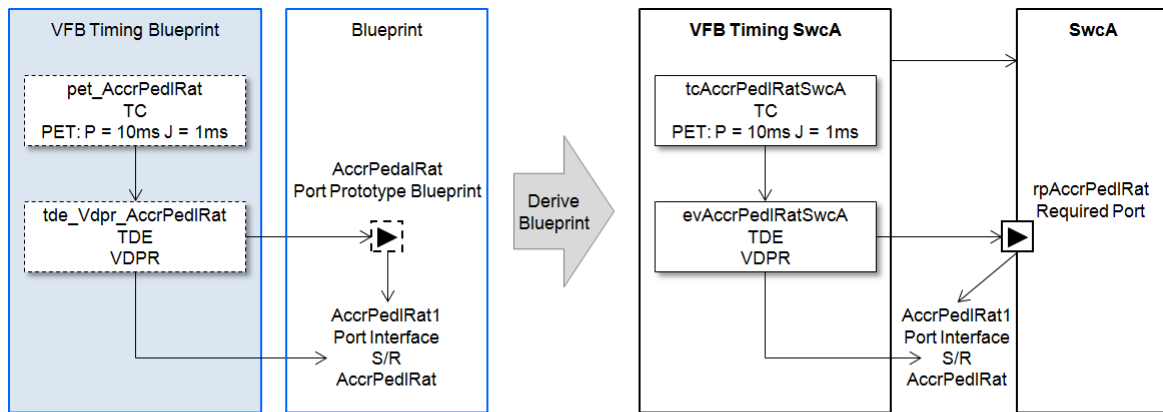 VFB Timing Blueprint
pet_AccrPedlRat
TC
PET: P = 10ms J = 1ms
tde_Vdpr_AccrPedlRat
TDE
VDPR
Blueprint
AccrPedalRat
Port Prototype Blueprint
AccrPedlRat1
Port Interface
S/R
AccrPedlRat
Derive
Blueprint
VFB Timing SwcA
tcAccrPedlRatSwcA
TC
PET: P = 10ms J = 1ms
evAccrPedlRatSwcA
TDE
VDPR
SwcA
rpAccrPedlRat
Required Port
AccrPedlRat1
Port Interface
S/R
AccrPedlRat